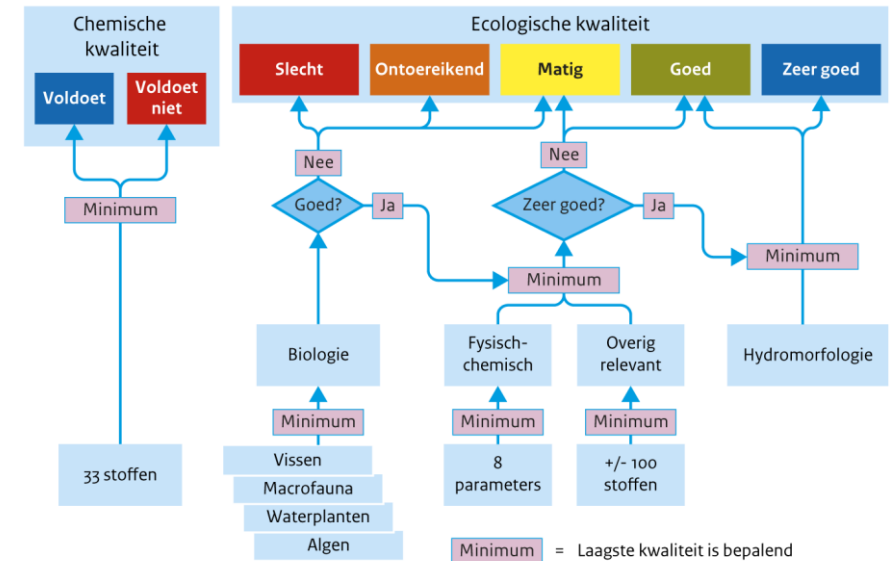 Chemische
kwaliteit
Voldoet
Voldoet
niet
Minimum
33 stoffen
Ecologische kwaliteit
Slecht
Ontoereikend
Matig
Goed
Zeer goed
Nee
Nee
Goed?
Ja
Zeer goed?
Ja
Minimum
Minimum
Biologie
Fysisch-
chemisch
Overig
relevant
Hydromorfologie
Minimum
Minimum
Minimum
Vissen
Macrofauna
Waterplanten
Algen
8
parameters
+/- 100
stoffen
Minimum = Laagste kwaliteit is bepalend